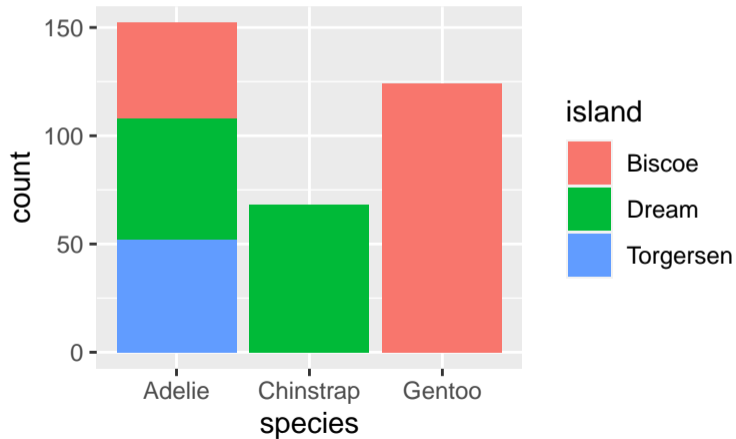 150
100
50
0
count
Adelie Chinstrap Gentoo
species
island
Biscoe
Dream
Torgersen